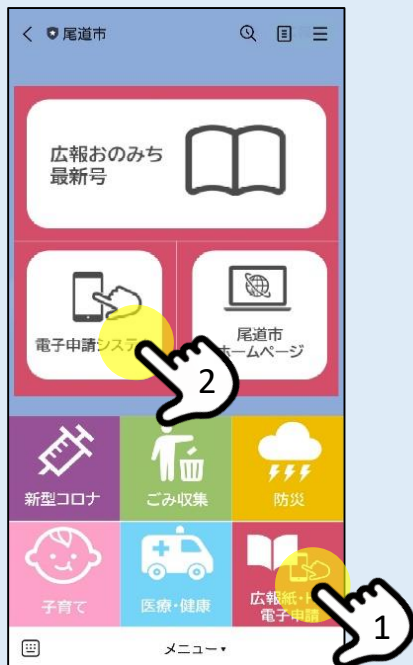 尾道市
広報おのみち
最新号
電子申請シス
尾道市
ホームページ
2
新型コロナ
ごみ収集
防災
子育て
医療・健康
広報紙・
電子申請
1
メニュー▾